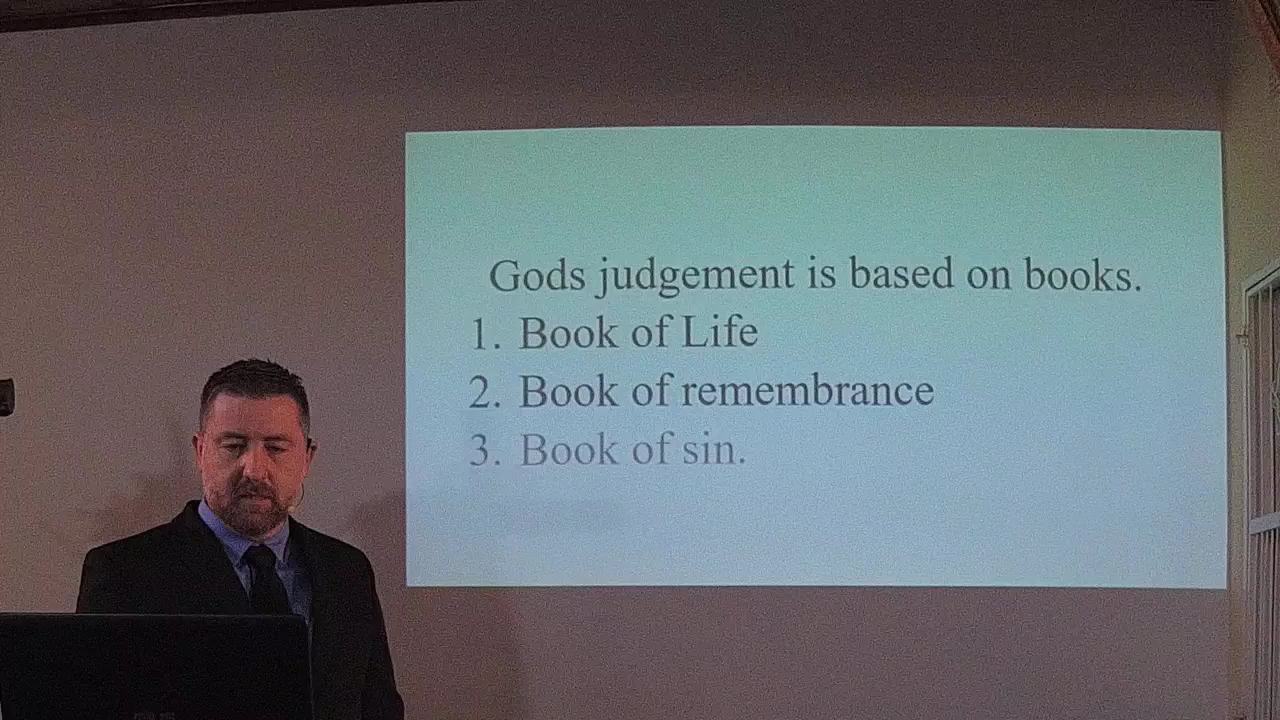 Gods judgement is based on books.
1. Book of Life
2. Book of remembrance
3. Book of sin.